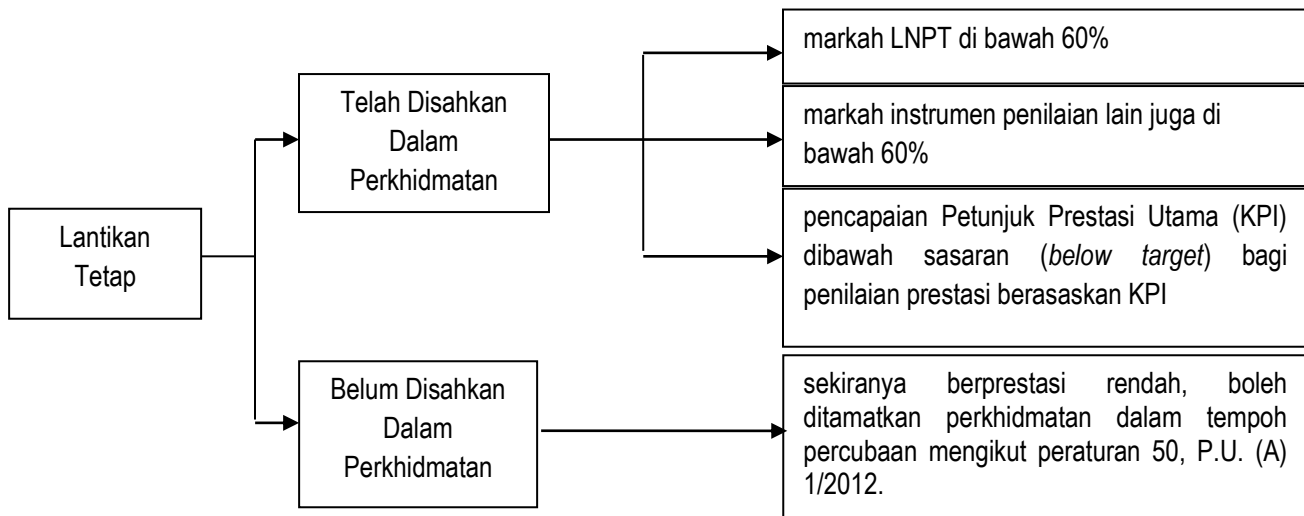 Lantikan
Tetap
Telah Disahkan
Dalam
Perkhidmatan
markah LNPT di bawah 60%
markah instrumen penilaian lain juga di
bawah 60%
pencapaian Petunjuk Prestasi Utama (KPI)
dibawah sasaran (below target) bagi
penilaian prestasi berasaskan KPI
Belum Disahkan
Dalam
Perkhidmatan
sekiranya berprestasi rendah, boleh
ditamatkan perkhidmatan dalam tempoh
percubaan mengikut peraturan 50, P.U. (A)
1/2012.